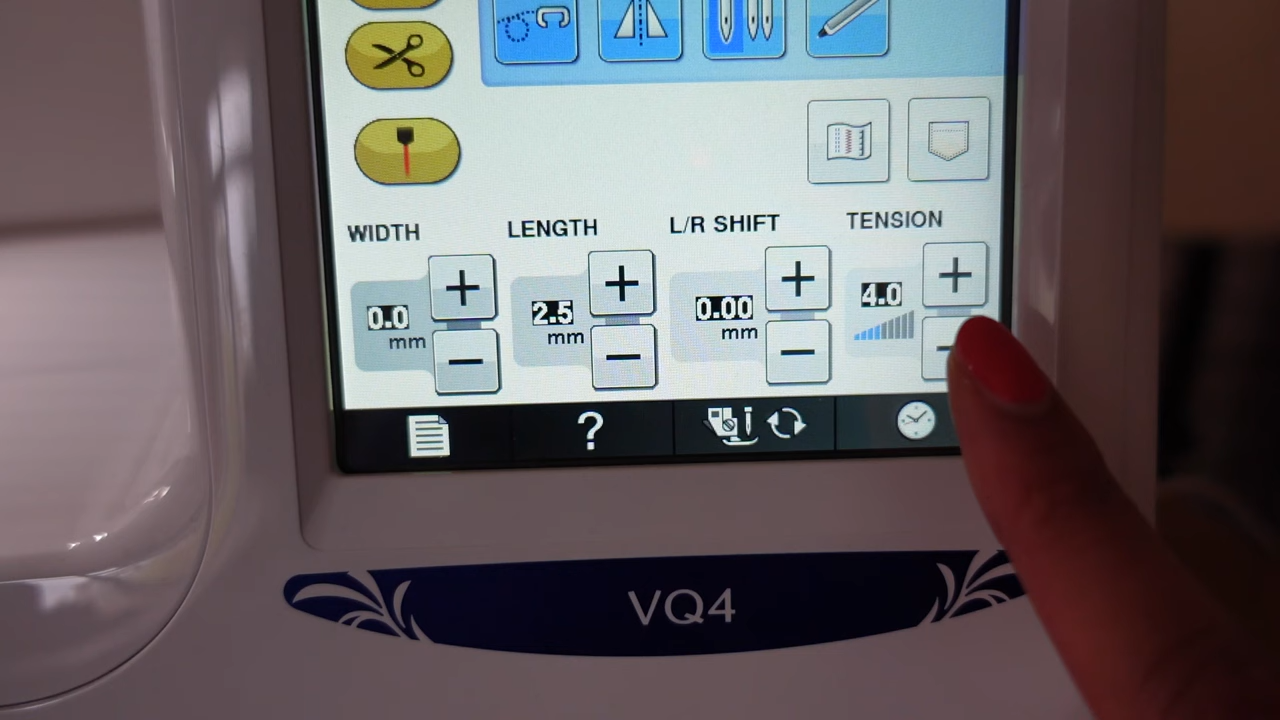 WIDTH LENGTH L/R SHIFT TENSION
0.0 mm 2.5 mm 0.00 mm 4.0
?
VQ4